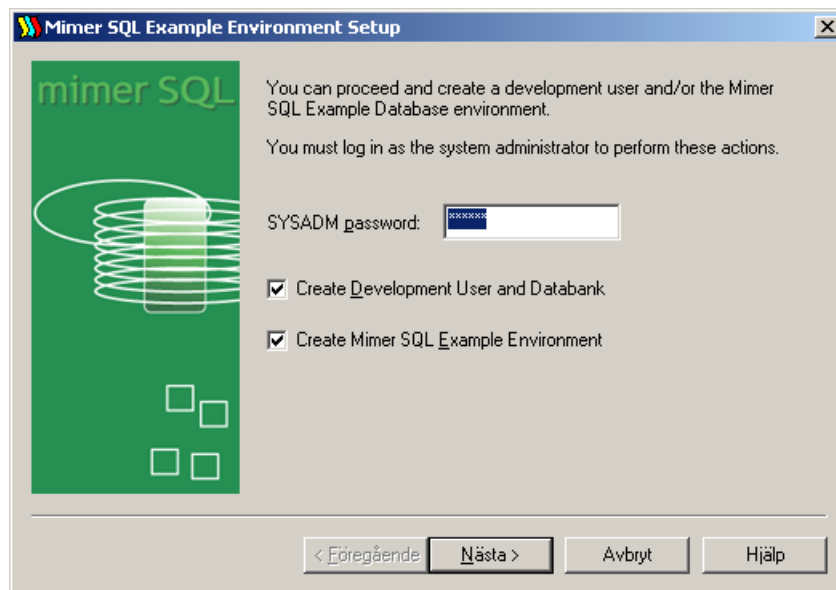 Mimer SQL Example Environment Setup
mimer SQL
You can proceed and create a development user and/or the Mimer
SQL Example Database environment.
You must log in as the system administrator to perform these actions.
SYSADM password: ******
Create Development User and Databank
Create Mimer SQL Example Environment
< Föregående
Nästa >
Avbryt
Hjälp